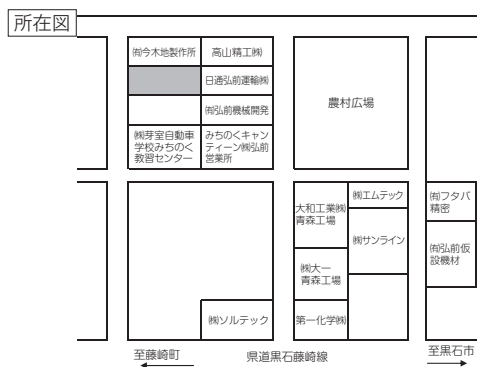 所在図
㈲今木地製作所
高山精工㈱
日通弘前運輸㈱
㈲弘前機械開発
㈱芽室自動車
学校みちのく
教習センター
みちのくキャン
ティーン㈱弘前
営業所
農村広場
大和工業㈱
青森工場
㈱エムテック
㈱サンライン
㈱大一
青森工場
第一化学㈱
㈱ソルテック
㈲フタバ
精密
㈲弘前仮
設機材
至藤崎町
県道黒石藤崎線
至黒石市